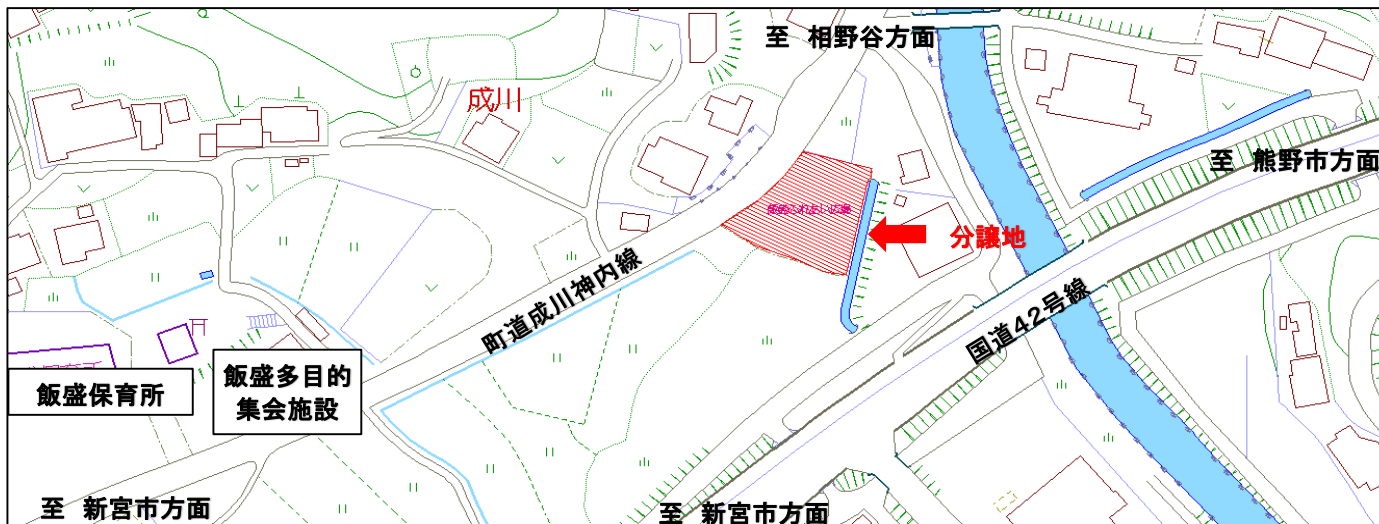 至 相野谷方面
成川
至 熊野市方面
分譲地
町道成川神内線
国道42号線
飯盛保育所
飯盛多目的
集会施設
至 新宮市方面
至 新宮市方面